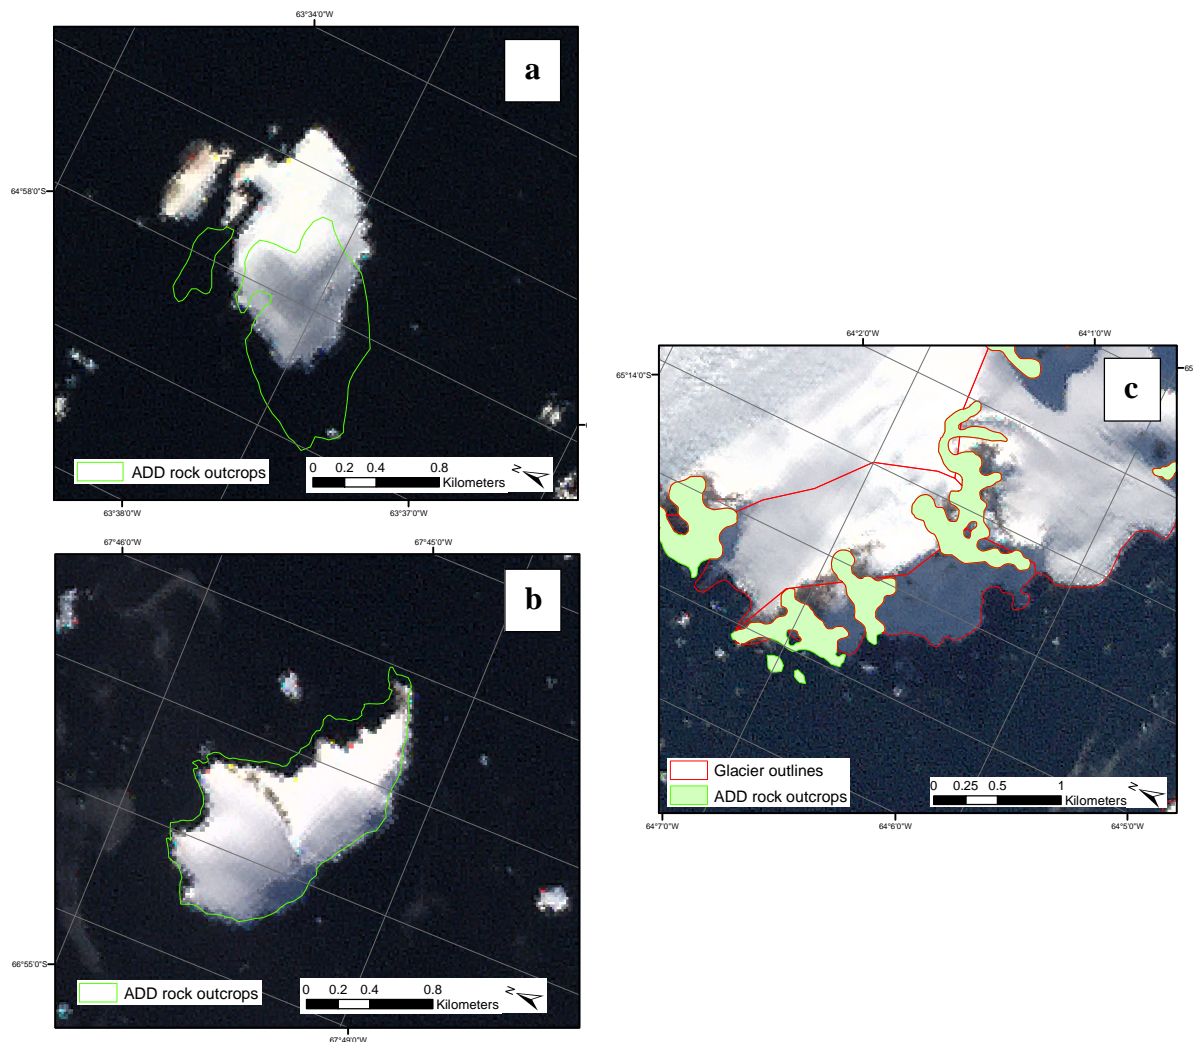 63°34'0"W
a
64°58'0"S
ADD rock outcrops
0 0.2 0.4 0.8
Kilometers
N
63°38'0"W 63°37'0"W
67°46'0"W 67°45'0"W
b
66°55'0"S
ADD rock outcrops
0 0.2 0.4 0.8
Kilometers
N
67°49'0"W
64°2'0"W 64°1'0"W
65°14'0"S
65
c
Glacier outlines
ADD rock outcrops
0 0.25 0.5 1
Kilometers
N
64°7'0"W 64°6'0"W 64°5'0"W